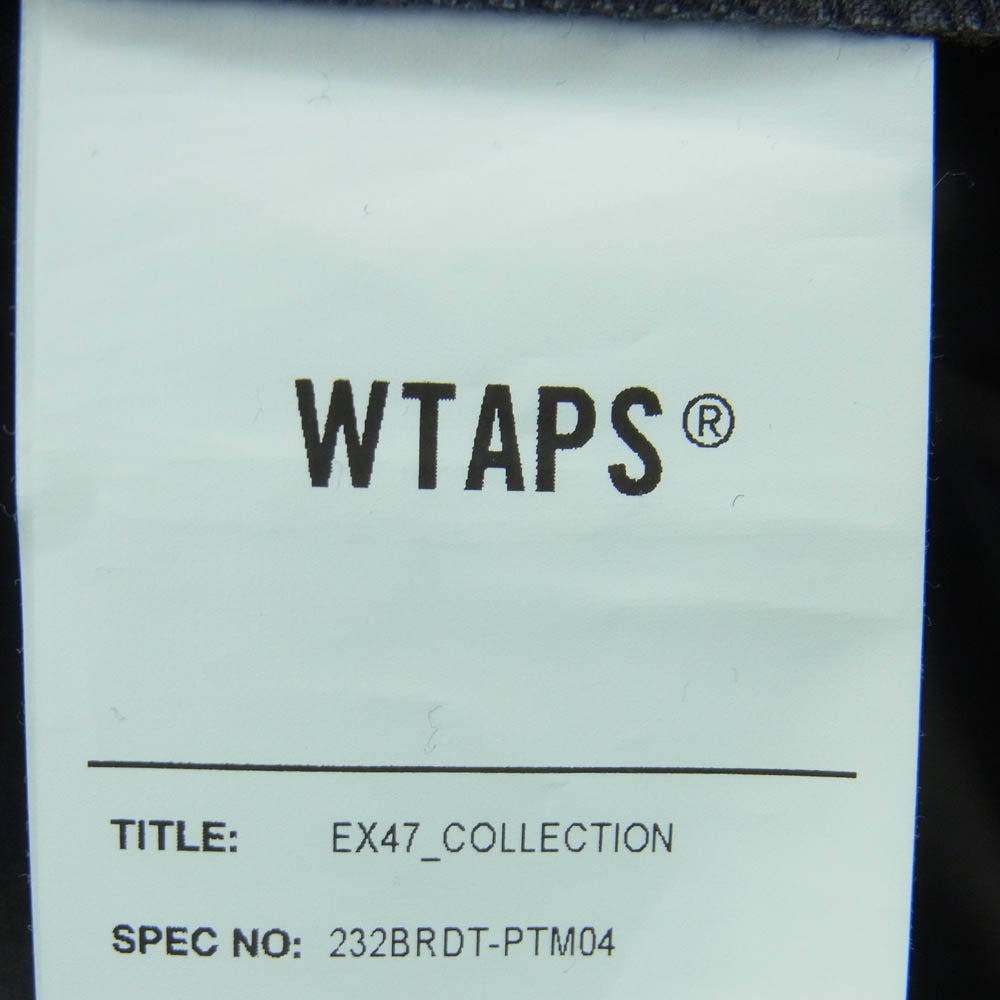 WTAPS®
TITLE: EX47_COLLECTION
SPEC NO: 232BRDT-PTM04